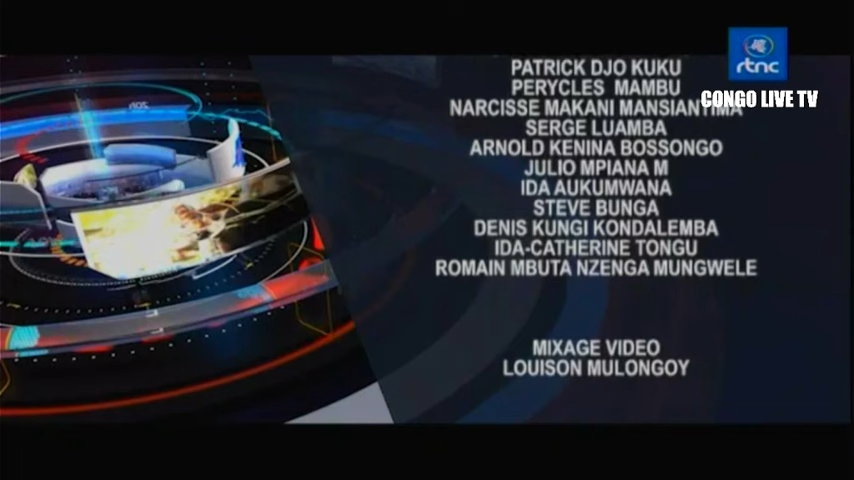 rtnc
CONGO LIVE TV
PATRICK DJO KUKU
PERYCLES MAMBU
NARCISSE MAKANI MANSIANTIMA
SERGE LUAMBA
ARNOLD KENINA BOSSONGO
JULIO MPIANA M
IDA AUKUMWANA
STEVE BUNGA
DENIS KUNGI KONDALEMBA
IDA-CATHERINE TONGU
ROMAIN MBUTA NZENGA MUNGWELE
MIXAGE VIDEO
LOUISON MULONGOY